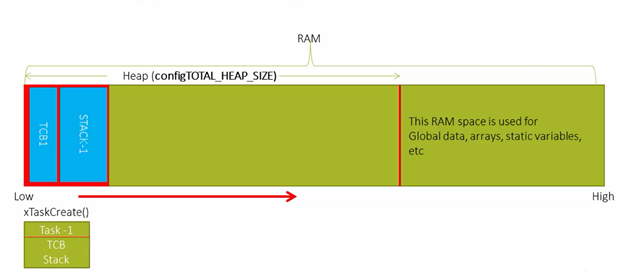 RAM
Heap (configTOTAL_HEAP_SIZE)
TCB1
STACK-1
This RAM space is used for
Global data, arrays, static variables,
etc
Low
High
xTaskCreate()
Task -1
TCB
Stack